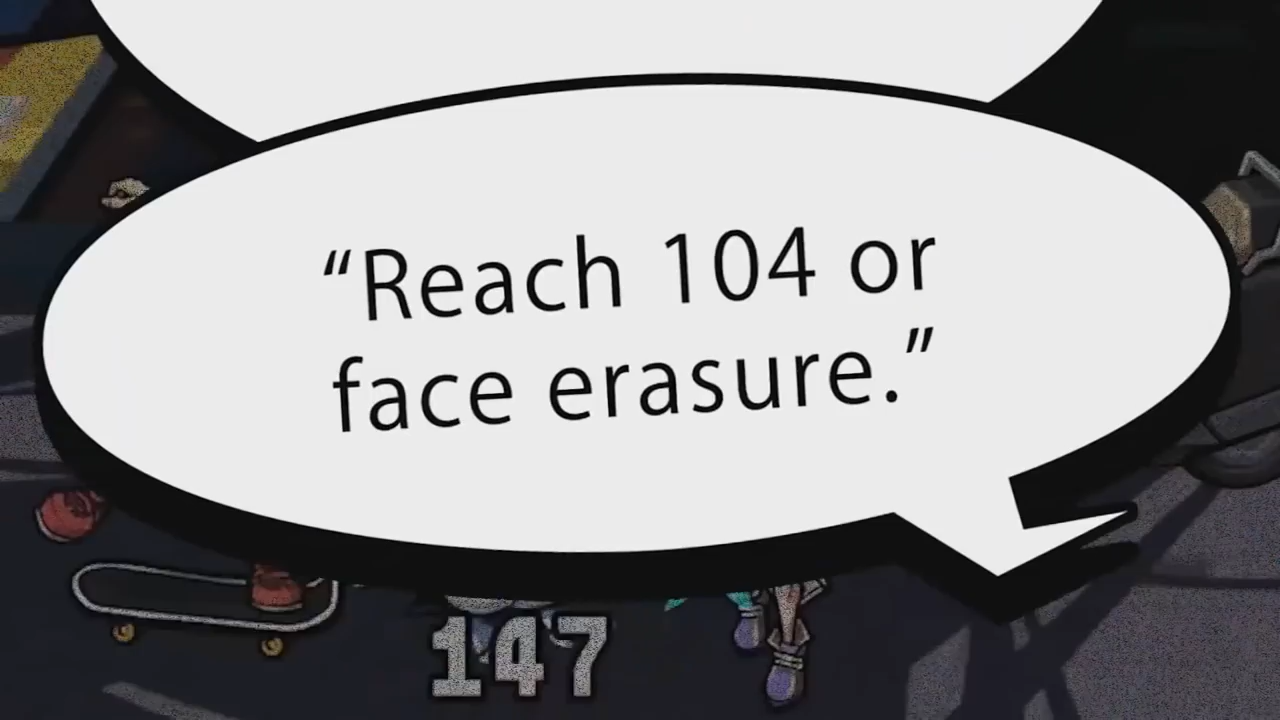 “Reach 104 or
face erasure.”
147